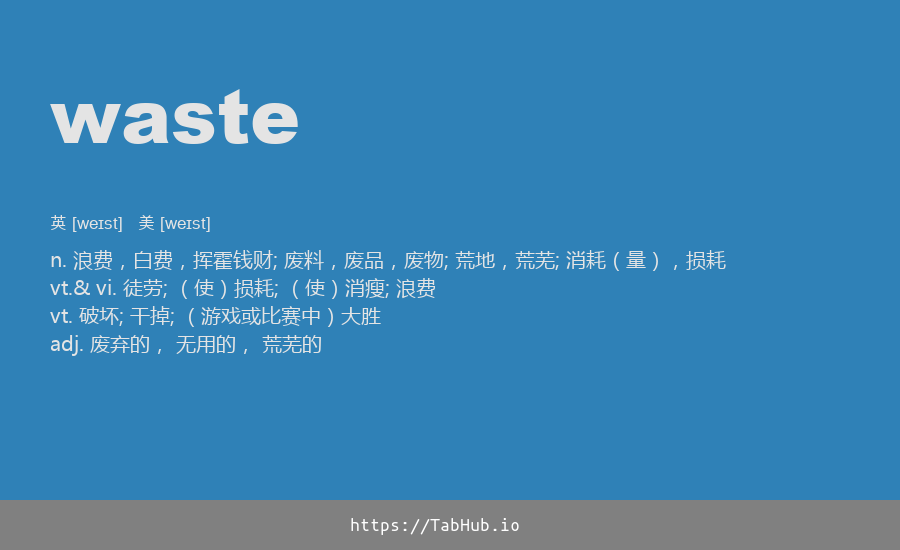 waste
英 [weɪst] 美 [weɪst]
n. 浪费，白费，挥霍钱财; 废料，废品，废物; 荒地，荒芜; 消耗（量），损耗
vt.& vi. 徒劳; （使）损耗; （使）消瘦; 浪费
vt. 破坏; 干掉; （游戏或比赛中）大胜
adj. 废弃的， 无用的， 荒芜的
https://TabHub.io